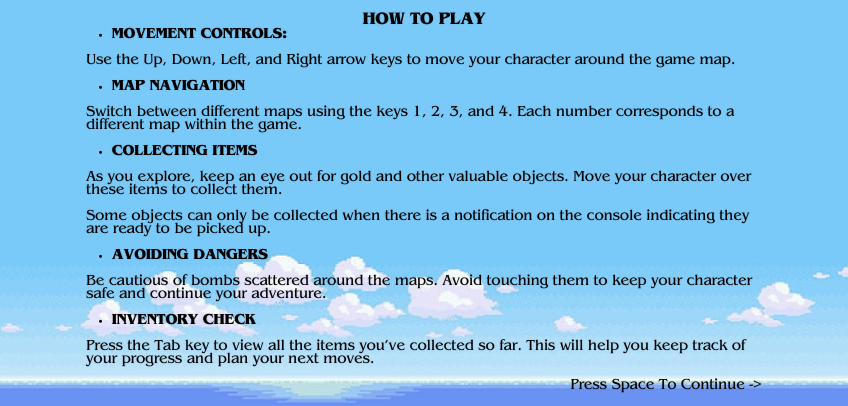 HOW TO PLAY
• MOVEMENT CONTROLS:
Use the Up, Down, Left, and Right arrow keys to move your character around the game map.
• MAP NAVIGATION
Switch between different maps using the keys 1, 2, 3, and 4. Each number corresponds to a
different map within the game.
• COLLECTING ITEMS
As you explore, keep an eye out for gold and other valuable objects. Move your character over
these items to collect them.
Some objects can only be collected when there is a notification on the console indicating they
are ready to be picked up.
• AVOIDING DANGERS
Be cautious of bombs scattered around the maps. Avoid touching them to keep your character
safe and continue your adventure.
• INVENTORY CHECK
Press the Tab key to view all the items you've collected so far. This will help you keep track of
your progress and plan your next moves.
Press Space To Continue ->